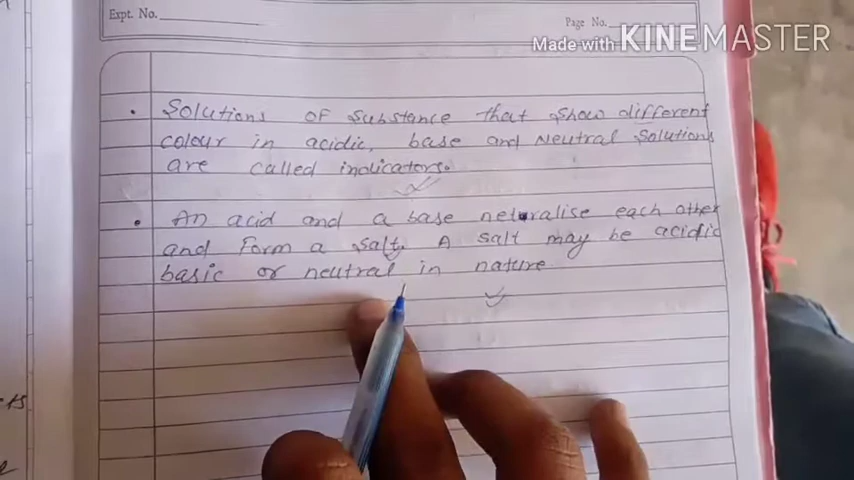 Expt. No.
Page No.
Made with KINEMASTER
• Solutions of substance that show different
colour in acidic, base and Neutral solutions
are called indicators.
• An acid and a base netualise each other
and form a salt. A salt may be acidic
basic or neutral in nature